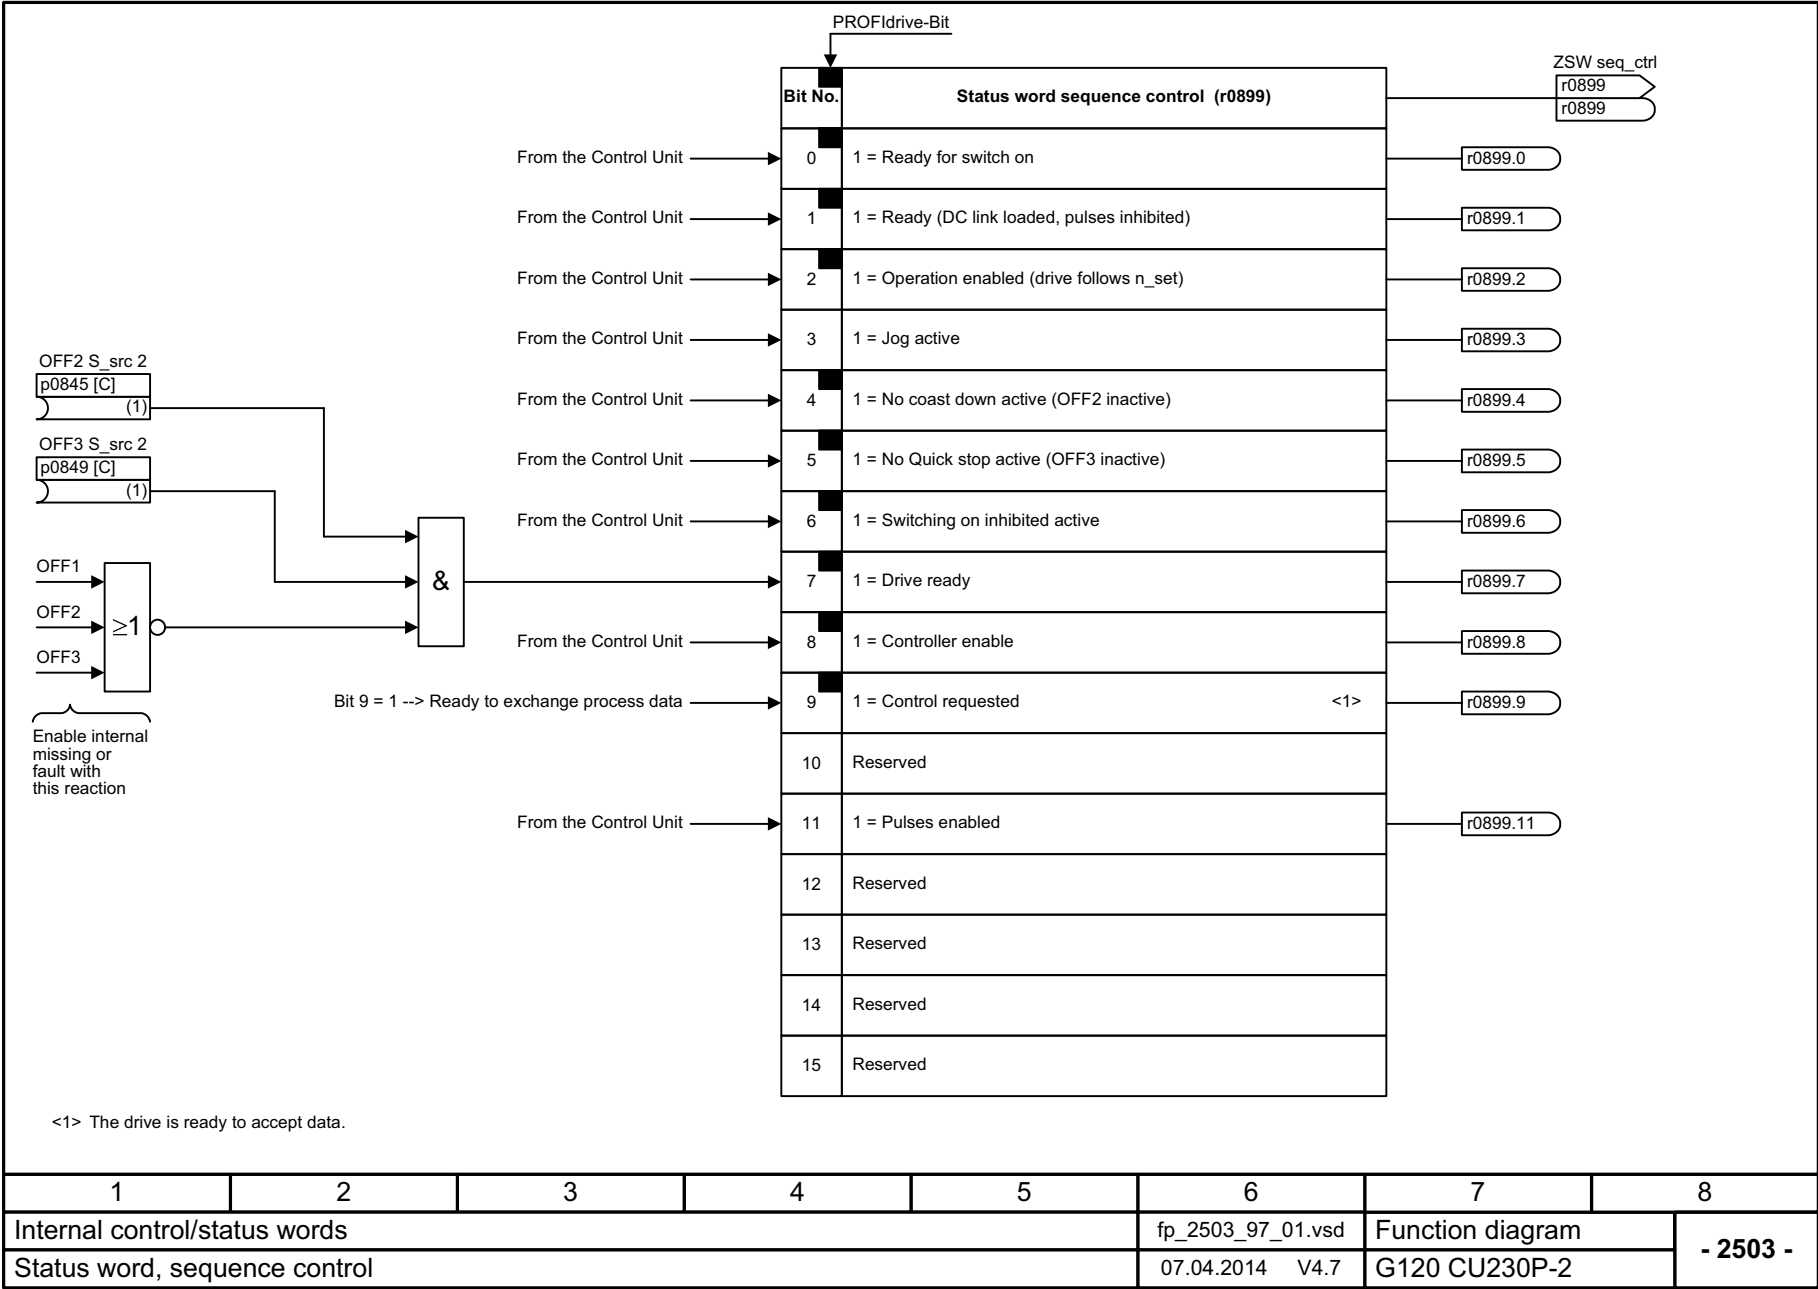 PROFIdrive-Bit
ZSW seq_ctrl
r0899
r0899
Bit No. Status word sequence control (r0899)
From the Control Unit 0 1 = Ready for switch on r0899.0
From the Control Unit 1 1 = Ready (DC link loaded, pulses inhibited) r0899.1
From the Control Unit 2 1 = Operation enabled (drive follows n_set) r0899.2
From the Control Unit 3 1 = Jog active r0899.3
OFF2 S_src 2
p0845 [C]
(1)
From the Control Unit 4 1 = No coast down active (OFF2 inactive) r0899.4
OFF3 S_src 2
p0849 [C]
(1)
From the Control Unit 5 1 = No Quick stop active (OFF3 inactive) r0899.5
From the Control Unit 6 1 = Switching on inhibited active r0899.6
OFF1
OFF2
OFF3
≥1
&
7 1 = Drive ready r0899.7
From the Control Unit 8 1 = Controller enable r0899.8
Bit 9 = 1 --> Ready to exchange process data 9 1 = Control requested <1> r0899.9
Enable internal
missing or
fault with
this reaction
10 Reserved
From the Control Unit 11 1 = Pulses enabled r0899.11
12 Reserved
13 Reserved
14 Reserved
15 Reserved
<1> The drive is ready to accept data.
1 2 3 4 5 6 7 8
Internal control/status words fp_2503_97_01.vsd Function diagram
- 2503 -
Status word, sequence control 07.04.2014 V4.7 G120 CU230P-2